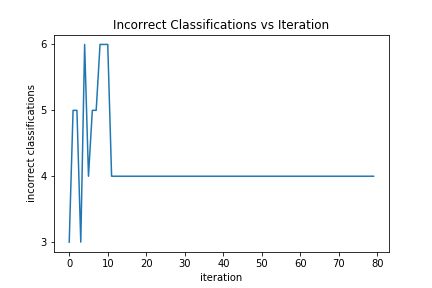 Incorrect Classifications vs Iteration
6
5
4
3
incorrect classifications
0 10 20 30 40 50 60 70 80
iteration